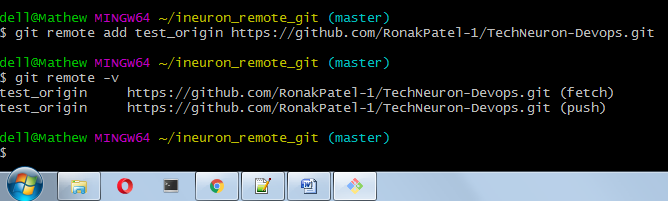 dell@Mathew MINGW64 ~/ineuron_remote_git (master)
$ git remote add test_origin https://github.com/RonakPatel-1/TechNeuron-Devops.git
dell@Mathew MINGW64 ~/ineuron_remote_git (master)
$ git remote -v
test_origin     https://github.com/RonakPatel-1/TechNeuron-Devops.git (fetch)
test_origin     https://github.com/RonakPatel-1/TechNeuron-Devops.git (push)
dell@Mathew MINGW64 ~/ineuron_remote_git (master)
$